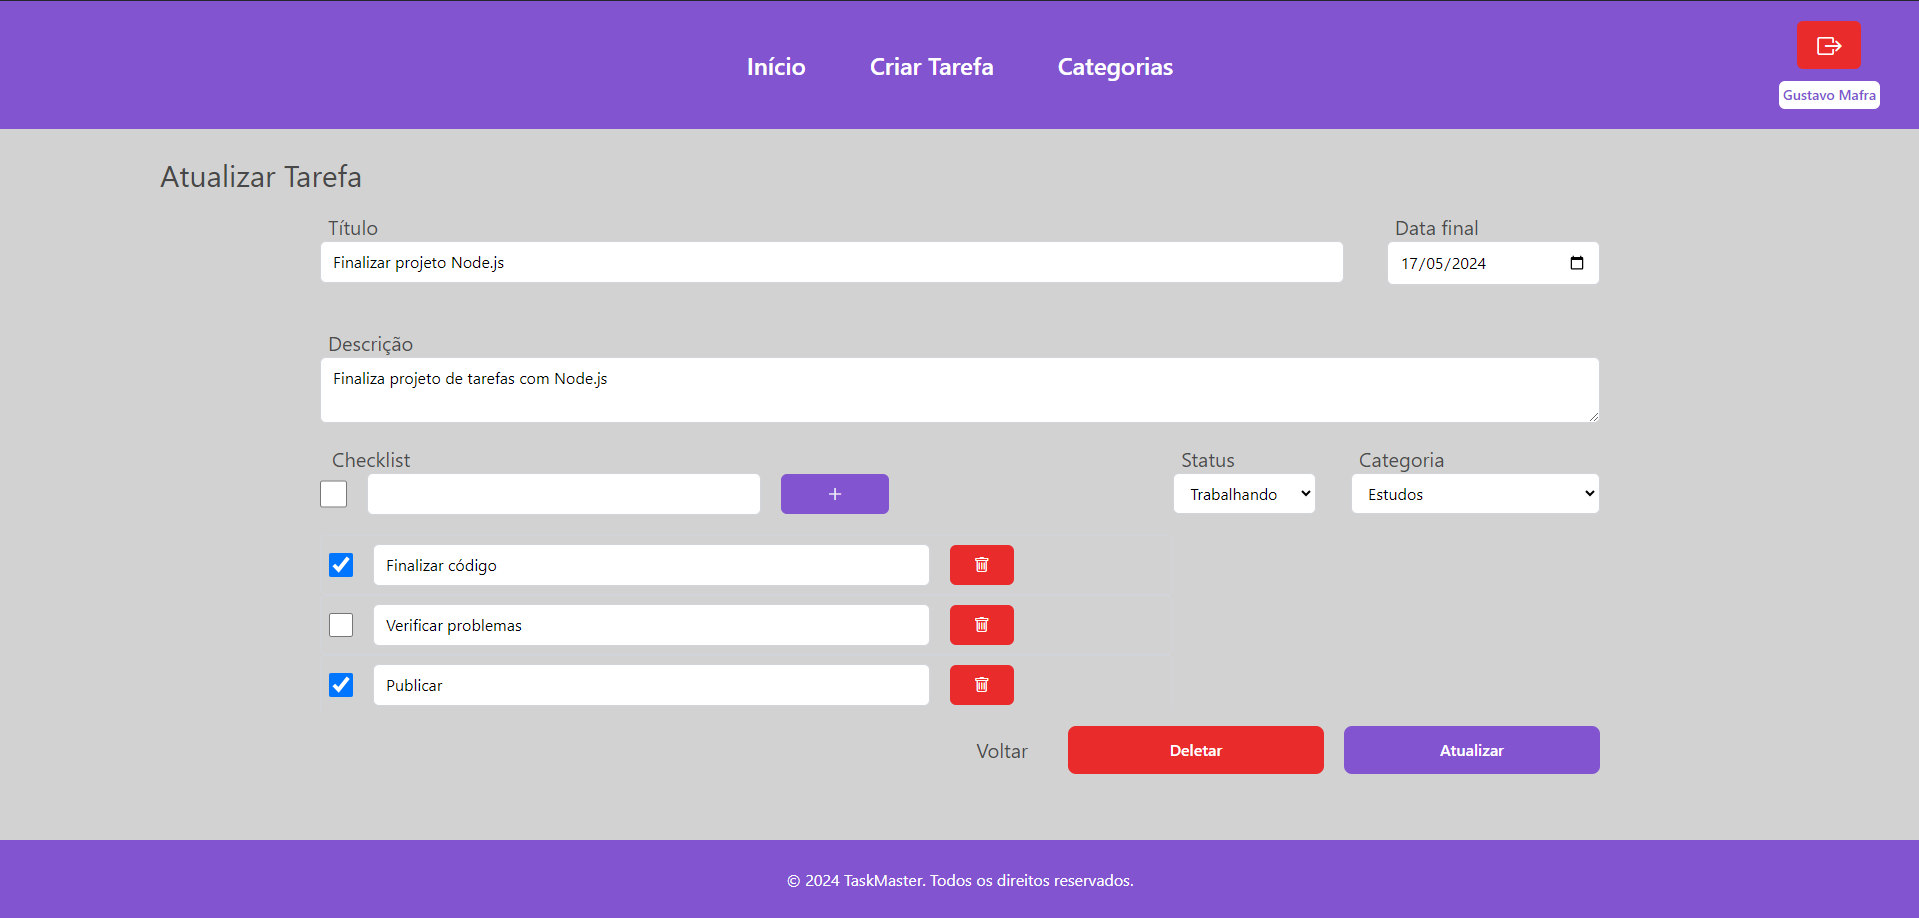 Início
Criar Tarefa
Categorias
Gustavo Mafra
Atualizar Tarefa
Título
Data final
Finalizar projeto Node.js
17/05/2024
Descrição
Finaliza projeto de tarefas com Node.js
Checklist
Status
Categoria
+
Trabalhando
Estudos
Finalizar código
Verificar problemas
Publicar
Voltar
Deletar
Atualizar
© 2024 TaskMaster. Todos os direitos reservados.